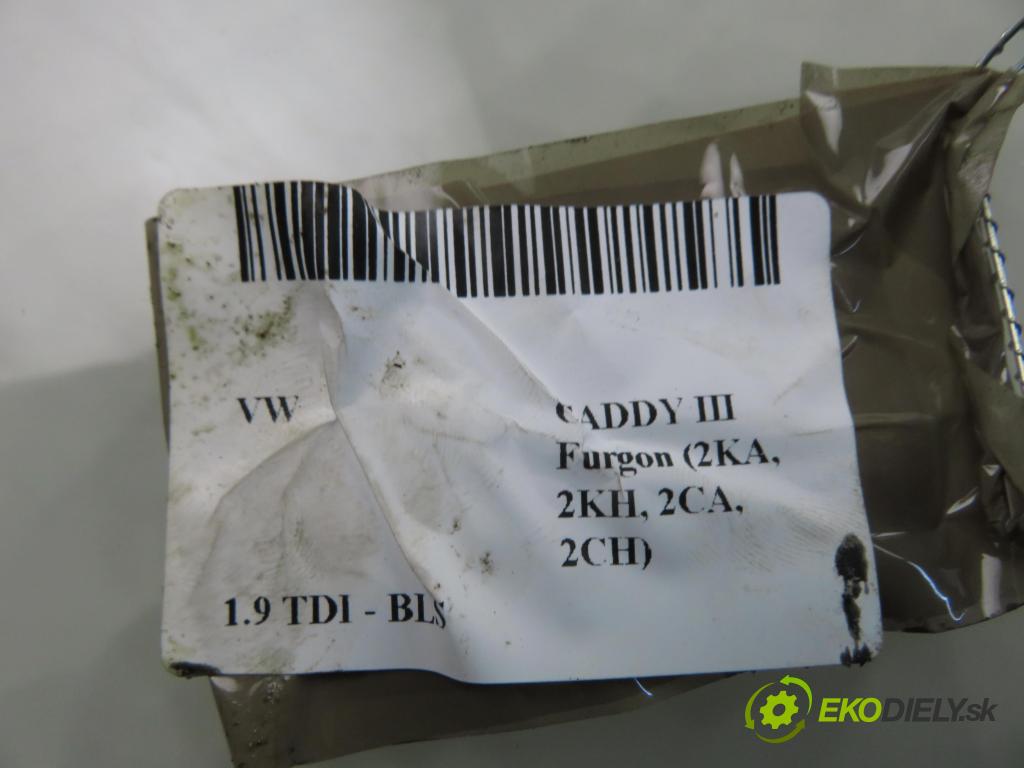 VW
CADDY III
Furgon (2KA,
2KH, 2CA,
2CH)
1.9 TDI - BLS
EKODIELY.sk